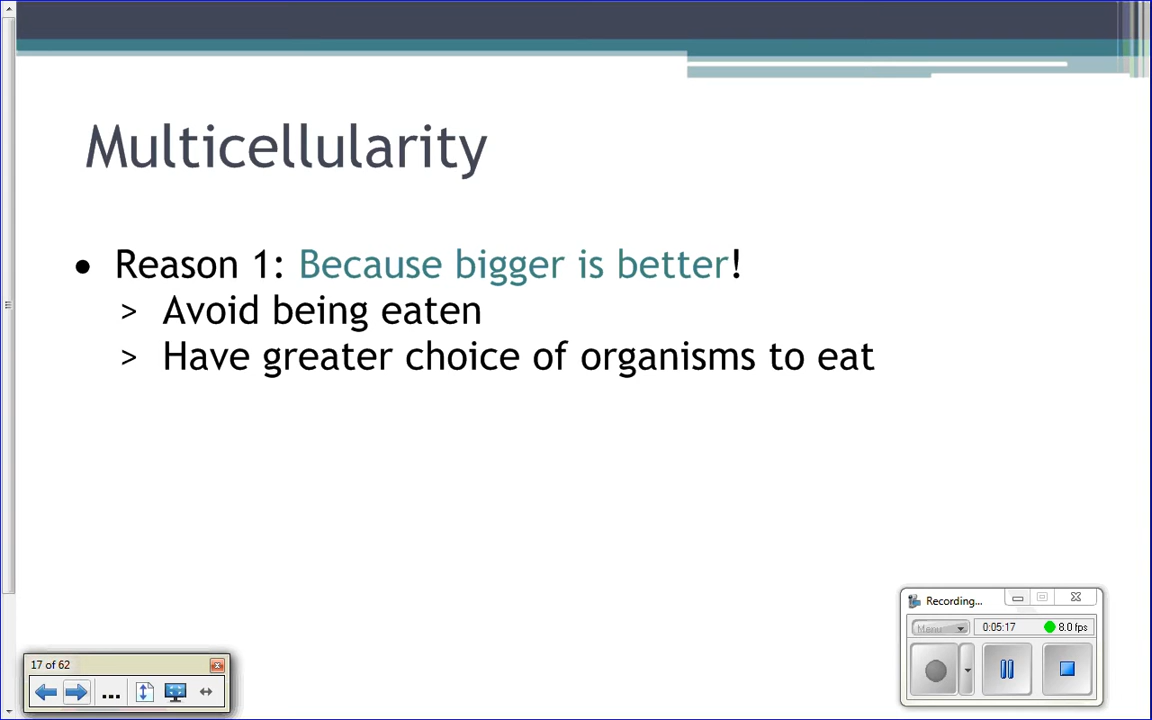 Multicellularity
• Reason 1: Because bigger is better!
> Avoid being eaten
> Have greater choice of organisms to eat
Recording...
Menu 0:05:17 8.0 fps
17 of 62
...